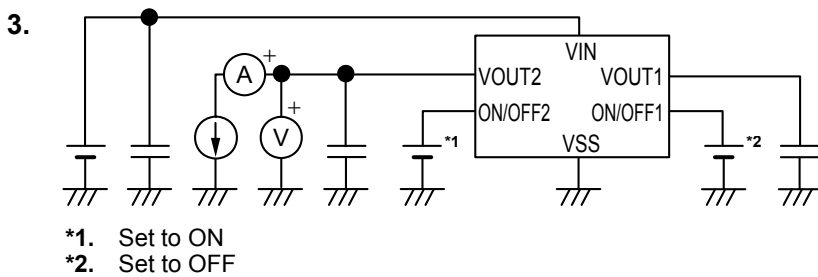 3.
VIN
A +
VOUT2 VOUT1
ON/OFF2 ON/OFF1
+
V
*1 *2
VSS
*1. Set to ON
*2. Set to OFF